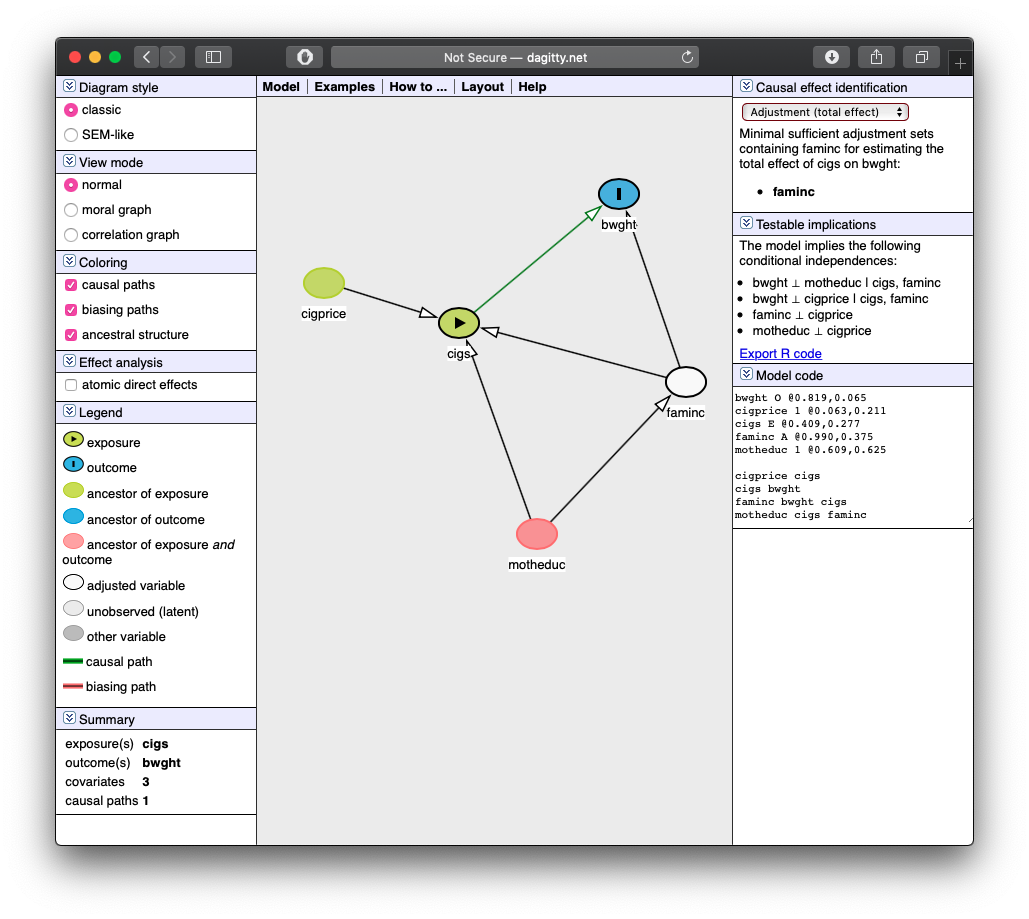 Not Secure — dagitty.net
Diagram style
classic
SEM-like
View mode
normal
moral graph
correlation graph
Coloring
causal paths
biasing paths
ancestral structure
Effect analysis
atomic direct effects
Legend
exposure
outcome
ancestor of exposure
ancestor of outcome
ancestor of exposure and
outcome
adjusted variable
unobserved (latent)
other variable
causal path
biasing path
Summary
exposure(s) cigs
outcome(s) bwght
covariates 3
causal paths 1
Model Examples How to ... Layout Help
bwght
cigprice
cigs
faminc
motheduc
Causal effect identification
Adjustment (total effect)
Minimal sufficient adjustment sets
containing faminc for estimating the
total effect of cigs on bwght:
• faminc
Testable implications
The model implies the following
conditional independences:
• bwght ⊥ motheduc | cigs, faminc
• bwght ⊥ cigprice | cigs, faminc
• faminc ⊥ cigprice
• motheduc ⊥ cigprice
Export R code
Model code
bwght O @0.819,0.065
cigprice 1 @0.063,0.211
cigs E @0.409,0.277
faminc A @0.990,0.375
motheduc 1 @0.609,0.625
cigprice cigs
cigs bwght
faminc bwght cigs
motheduc cigs faminc